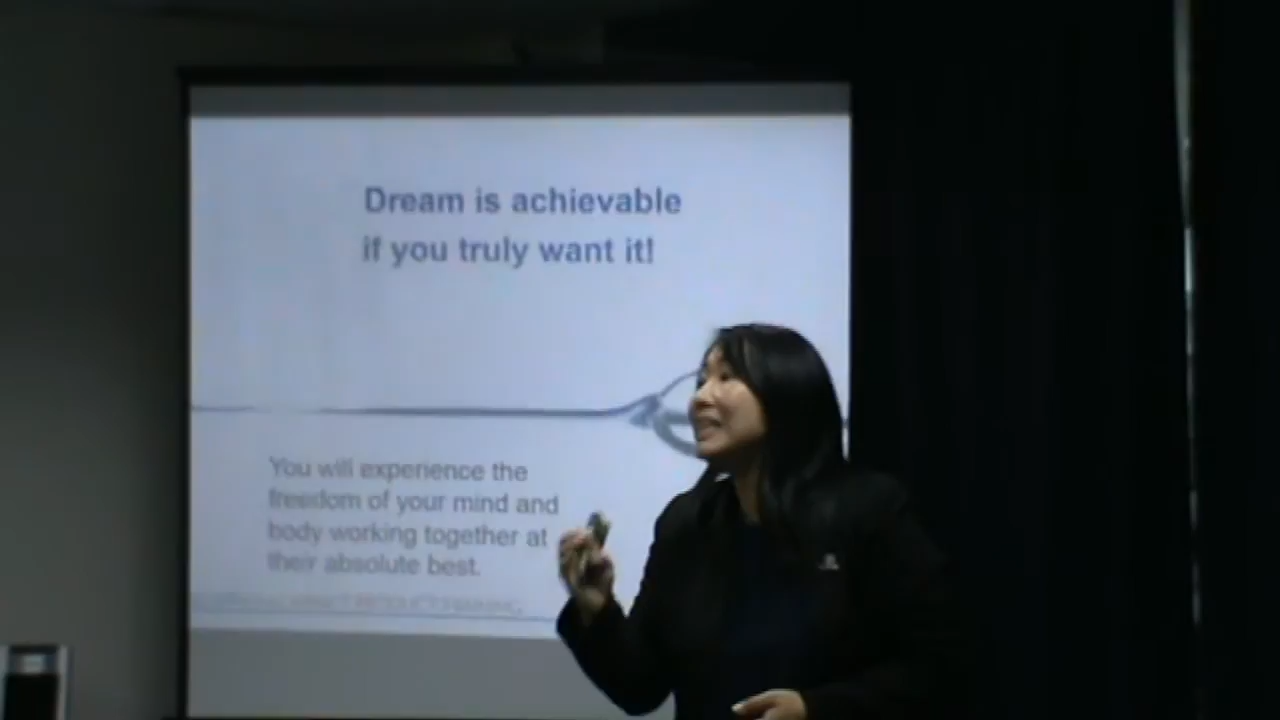 Dream is achievable
if you truly want it!
You will experience the
freedom of your mind and
body working together at
their absolute best.